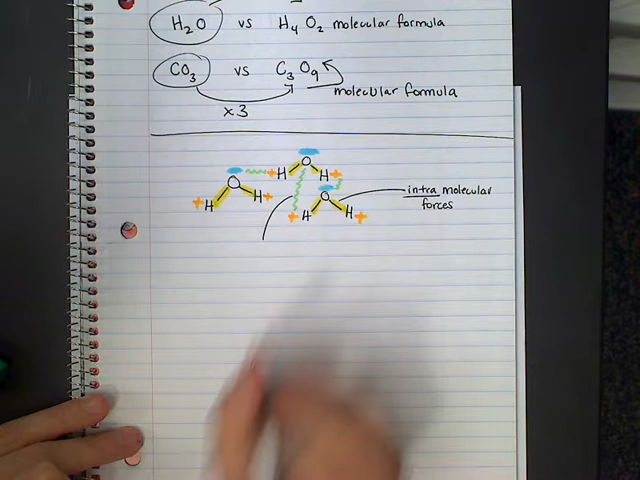 H₂O vs H₄O₂ molecular formula
CO₃ vs C₃O₉
molecular formula
x3
O
+ H H +
O
+ H H +
O
+ H H +
intra molecular
forces